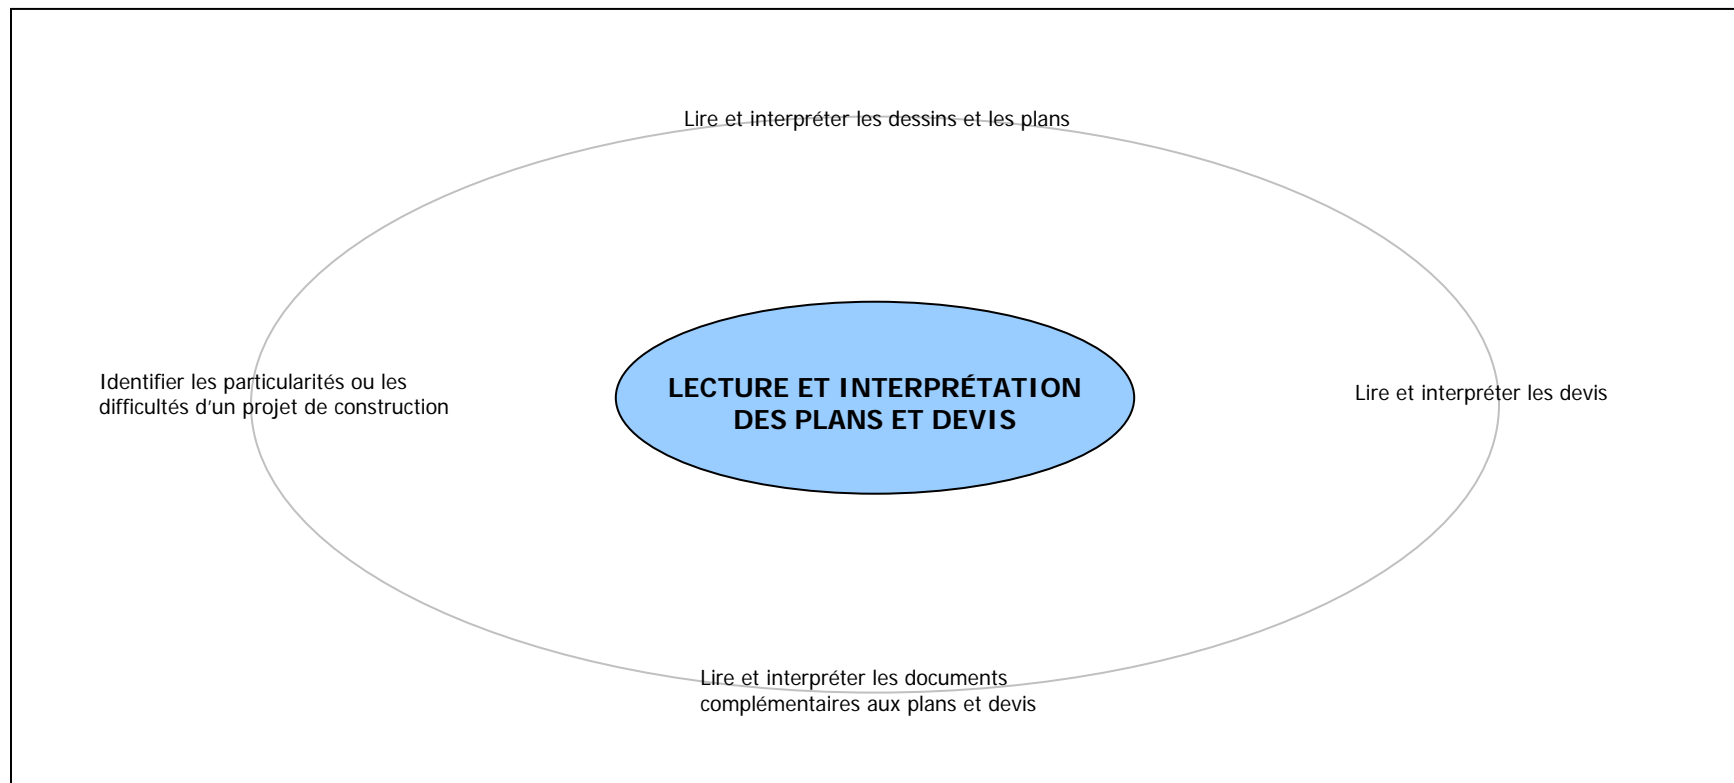 Lire et interpréter les dessins et les plans
Identifier les particularités ou les
difficultés d'un projet de construction
LECTURE ET INTERPRÉTATION
DES PLANS ET DEVIS
Lire et interpréter les devis
Lire et interpréter les documents
complémentaires aux plans et devis